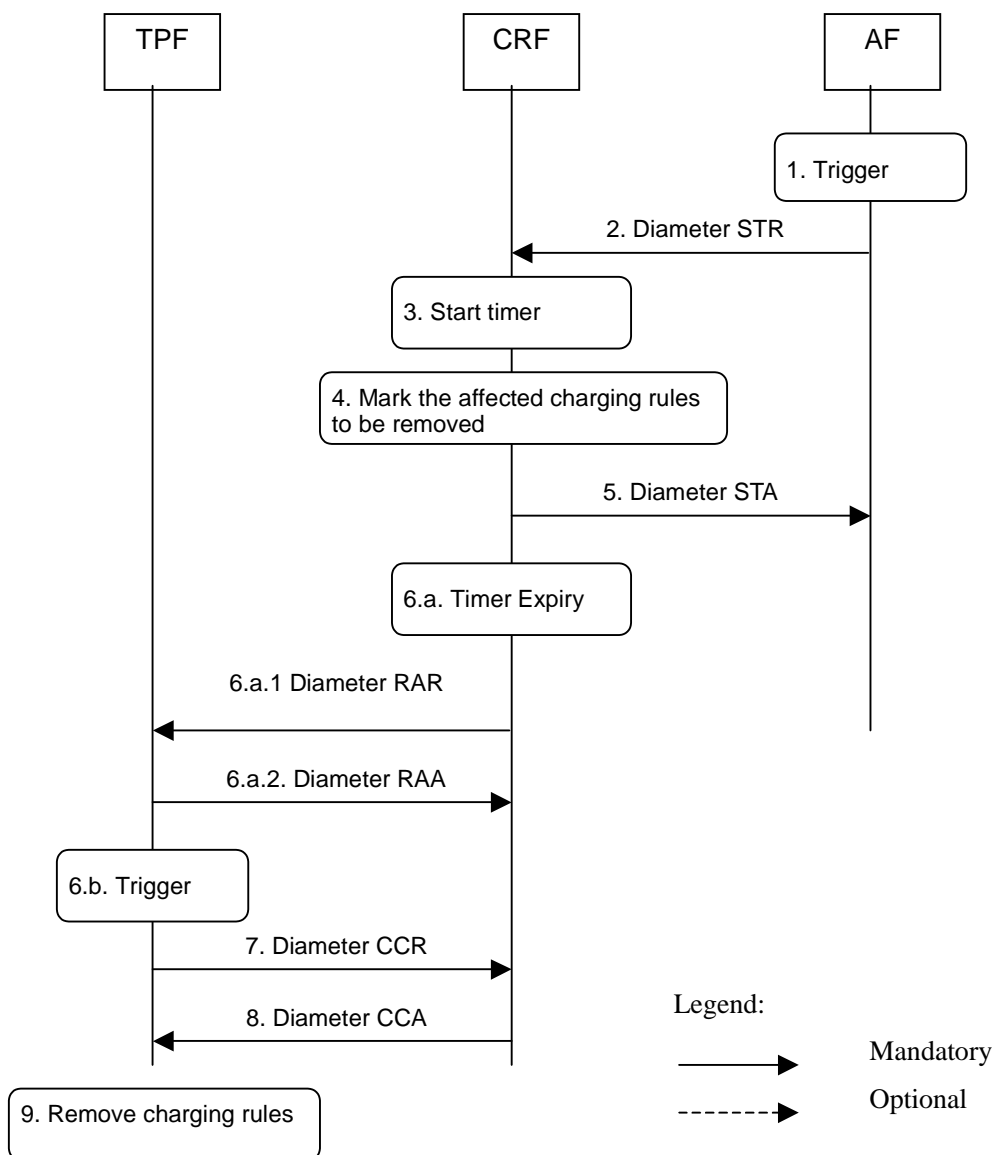 TPF
CRF
AF
1. Trigger
2. Diameter STR
3. Start timer
4. Mark the affected charging rules
to be removed
5. Diameter STA
6.a. Timer Expiry
6.a.1 Diameter RAR
6.a.2. Diameter RAA
6.b. Trigger
7. Diameter CCR
8. Diameter CCA
9. Remove charging rules
Legend:
Mandatory
Optional